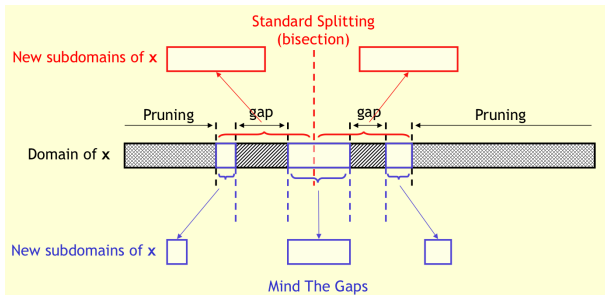 Standard Splitting
(bisection)
New subdomains of x
Pruning
gap
gap
Pruning
Domain of x
New subdomains of x
Mind The Gaps